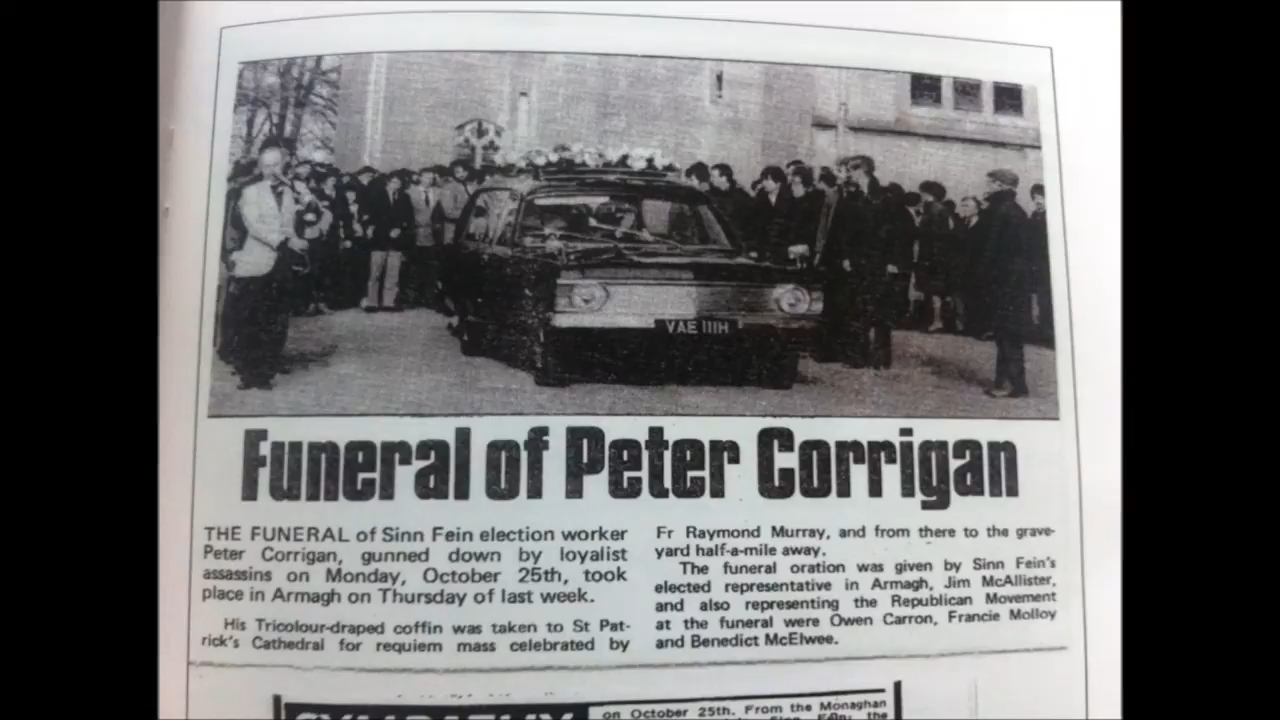 VAE 111H
Funeral of Peter Corrigan
THE FUNERAL of Sinn Fein election worker
Peter Corrigan, gunned down by loyalist
assassins on Monday, October 25th, took
place in Armagh on Thursday of last week.
His Tricolour-draped coffin was taken to St Pat-
rick's Cathedral for requiem mass celebrated by
Fr Raymond Murray, and from there to the grave-
yard half-a-mile away.
The funeral oration was given by Sinn Fein's
elected representative in Armagh, Jim McAllister,
and also representing the Republican Movement
at the funeral were Owen Carron, Francie Molloy
and Benedict McElwee.
SYMPATHY
on October 25th. From the Monaghan
the